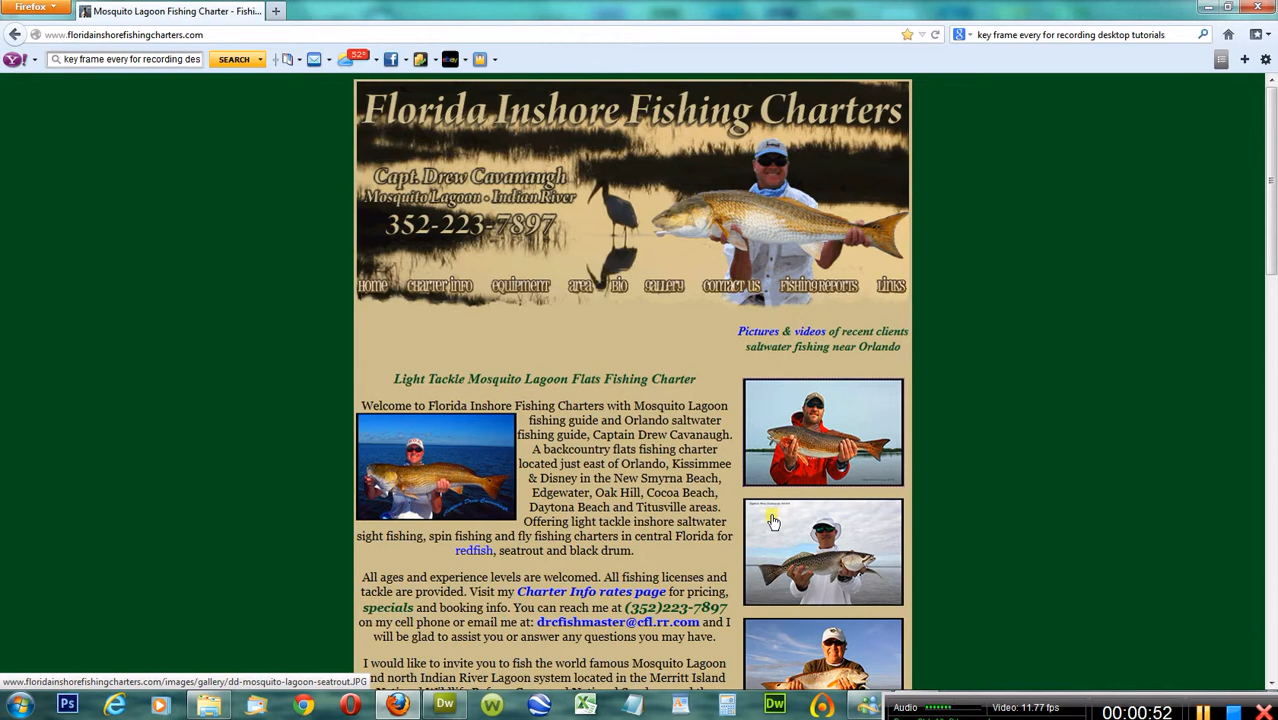 Firefox
Mosquito Lagoon Fishing Charter - Fishi...
www.floridainshorefishingcharters.com
key frame every for recording desktop tutorials
key frame every for recording des
SEARCH
52°
ebay
Florida Inshore Fishing Charters
Capt. Drew Cavanaugh
Mosquito Lagoon - Indian River
352-223-7897
Home
Charter Info
Equipment
Area
Bio
Gallery
Contact Us
Fishing Reports
Links
Pictures & videos of recent clients
saltwater fishing near Orlando
Light Tackle Mosquito Lagoon Flats Fishing Charter
Welcome to Florida Inshore Fishing Charters with Mosquito Lagoon
fishing guide and Orlando saltwater
fishing guide, Captain Drew Cavanaugh.
A backcountry flats fishing charter
located just east of Orlando, Kissimmee
& Disney in the New Smyrna Beach,
Edgewater, Oak Hill, Cocoa Beach,
Daytona Beach and Titusville areas.
Offering light tackle inshore saltwater
sight fishing, spin fishing and fly fishing charters in central Florida for
redfish, seatrout and black drum.
All ages and experience levels are welcomed. All fishing licenses and
tackle are provided. Visit my Charter Info rates page for pricing,
specials and booking info. You can reach me at (352)223-7897
on my cell phone or email me at: drcfishmaster@cfl.rr.com and I
will be glad to assist you or answer any questions you may have.
I would like to invite you to fish the world famous Mosquito Lagoon
and north Indian River Lagoon system located in the Merritt Island
www.floridainshorefishingcharters.com/images/gallery/dd-mosquito-lagoon-seatrout.JPG
Ps
Dw
W
Dw
Audio
Video: 11.77 fps
00:00:52